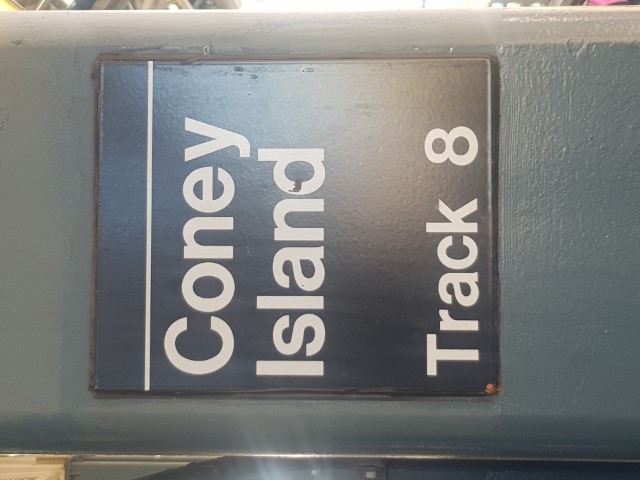 Coney
Island
Track 8